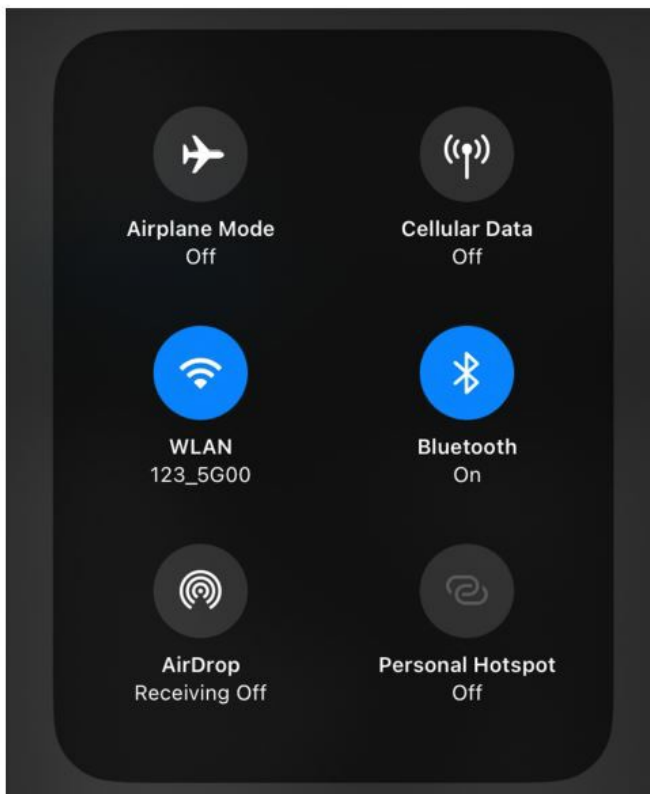 Airplane Mode
Off
Cellular Data
Off
WLAN
123_5G00
Bluetooth
On
AirDrop
Receiving Off
Personal Hotspot
Off